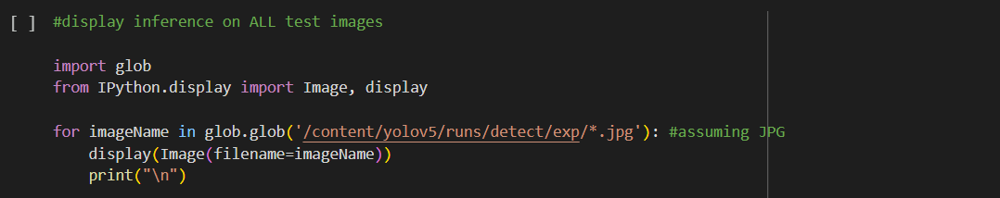 [ ] #display inference on ALL test images
import glob
from IPython.display import Image, display
for imageName in glob.glob('/content/yolov5/runs/detect/exp/*.jpg'): #assuming JPG
    display(Image(filename=imageName))
    print("\n")